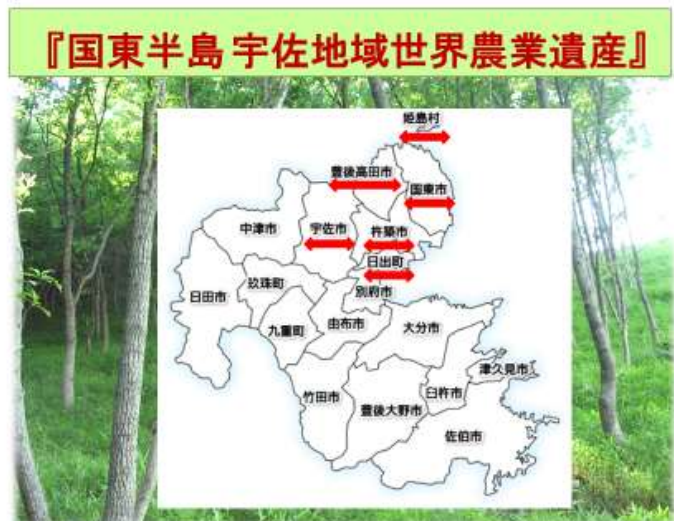 『国東半島 宇佐地域世界農業遺産』
姫島村
豊後高田市
国東市
中津市
宇佐市
杵築市
日出町
玖珠町
別府市
日田市
九重町
由布市
大分市
津久見市
竹田市
臼杵市
豊後大野市
佐伯市